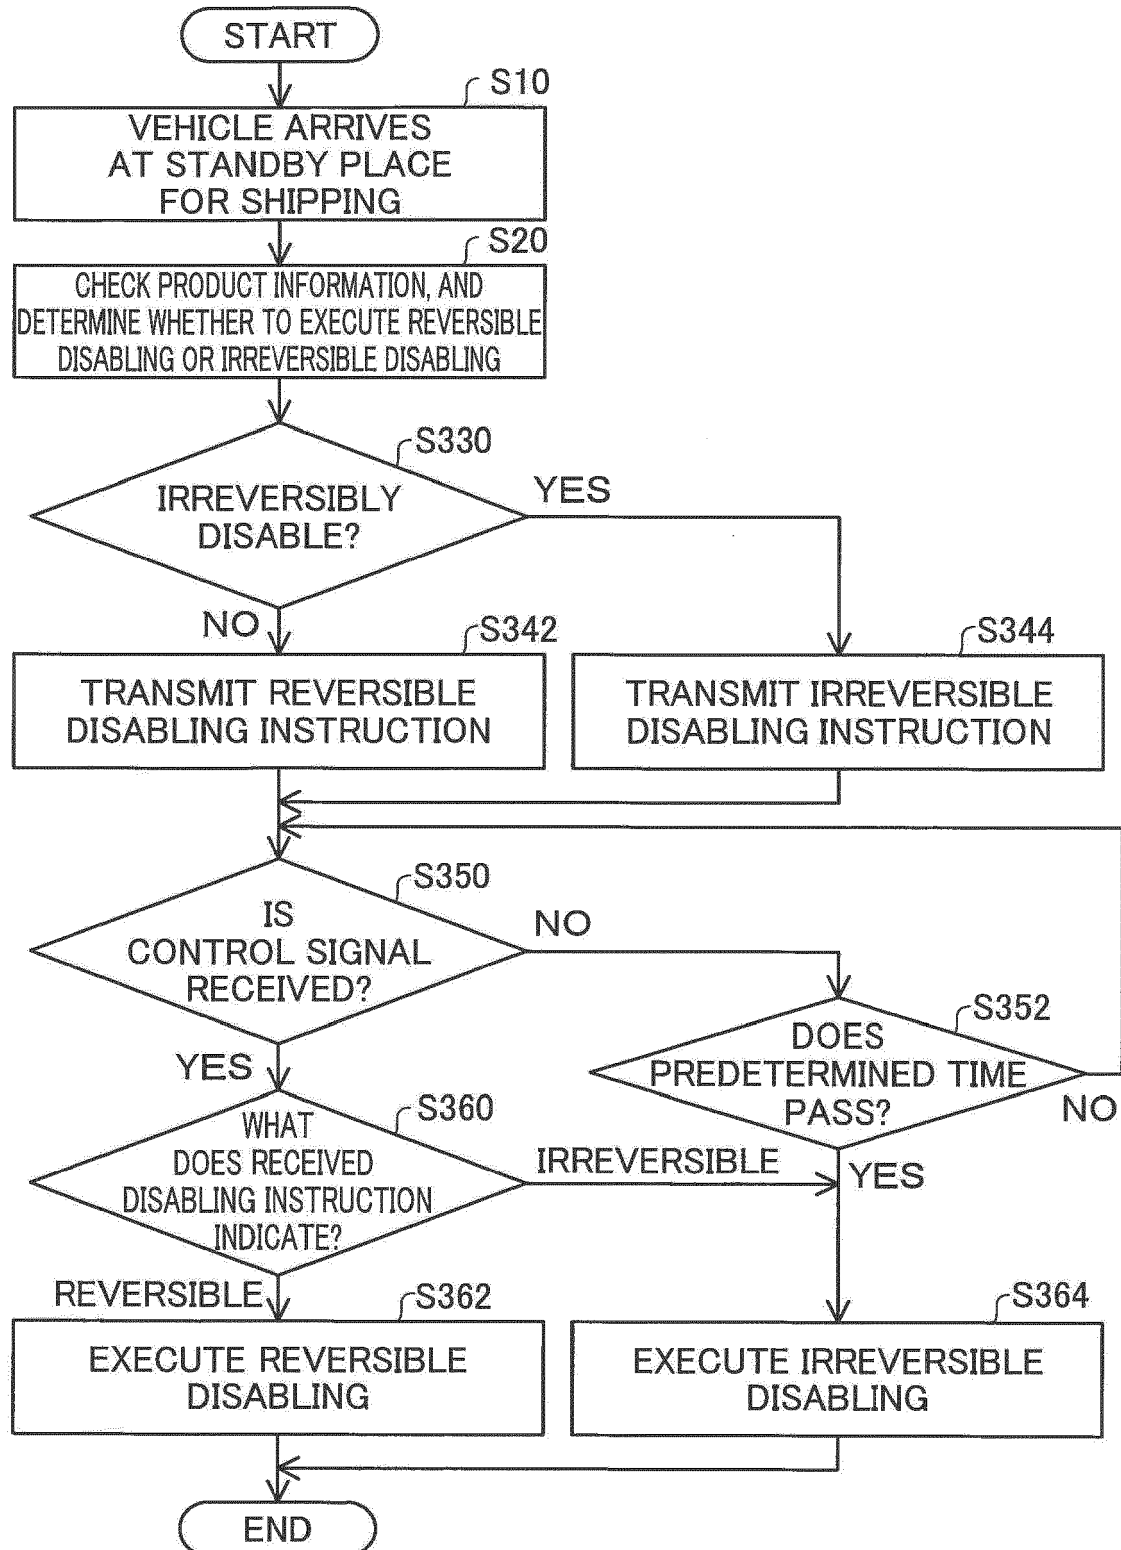 START
S10
VEHICLE ARRIVES
AT STANDBY PLACE
FOR SHIPPING
S20
CHECK PRODUCT INFORMATION, AND
DETERMINE WHETHER TO EXECUTE REVERSIBLE
DISABLING OR IRREVERSIBLE DISABLING
S330
IRREVERSIBLY
DISABLE?
YES
NO
S342
TRANSMIT REVERSIBLE
DISABLING INSTRUCTION
S344
TRANSMIT IRREVERSIBLE
DISABLING INSTRUCTION
S350
IS
CONTROL SIGNAL
RECEIVED?
NO
YES
S352
DOES
PREDETERMINED TIME
PASS?
NO
YES
S360
WHAT
DOES RECEIVED
DISABLING INSTRUCTION
INDICATE?
IRREVERSIBLE
REVERSIBLE
S362
EXECUTE REVERSIBLE
DISABLING
S364
EXECUTE IRREVERSIBLE
DISABLING
END